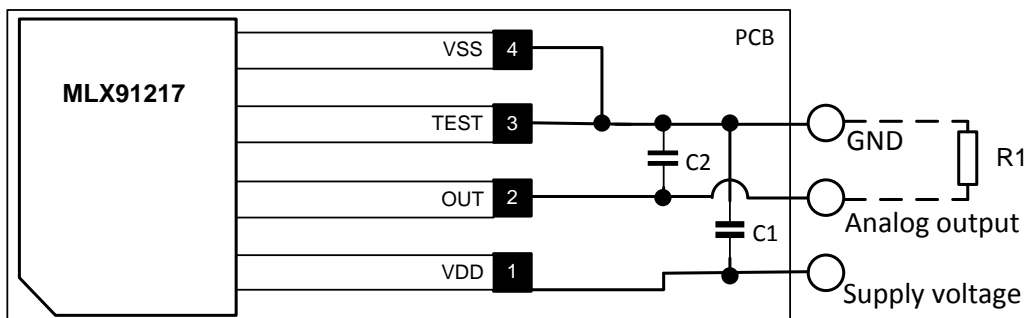 PCB
VSS 4
MLX91217
TEST 3
GND
R1
C2
OUT 2
Analog output
C1
VDD 1
Supply voltage